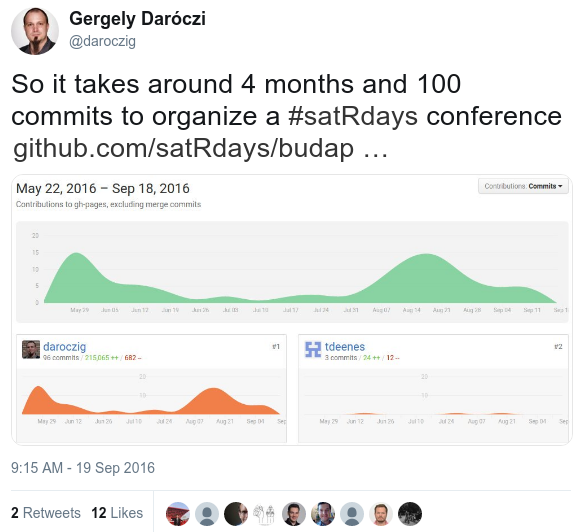 Gergely Daróczi
@daroczig
So it takes around 4 months and 100
commits to organize a #satRdays conference
github.com/satRdays/budap …
May 22, 2016 – Sep 18, 2016
Contributions: Commits
Contributions to gh-pages, excluding merge commits
20
15
10
5
0
May 29 Jun 05 Jun 12 Jun 19 Jun 26 Jul 03 Jul 10 Jul 17 Jul 24 Jul 31 Aug 07 Aug 14 Aug 21 Aug 28 Sep 04 Sep 11
daroczig #1
96 commits / 215,065 ++ / 682 --
20
10
May 29 Jun 12 Jun 26 Jul 10 Jul 24 Aug 07 Aug 21 Sep 04 Sep
tdeenes #2
3 commits / 24 ++ / 12 --
20
10
May 29 Jun 12 Jun 26 Jul 10 Jul 24 Aug 07 Aug 21 Sep 04 Sep
9:15 AM - 19 Sep 2016
2 Retweets 12 Likes